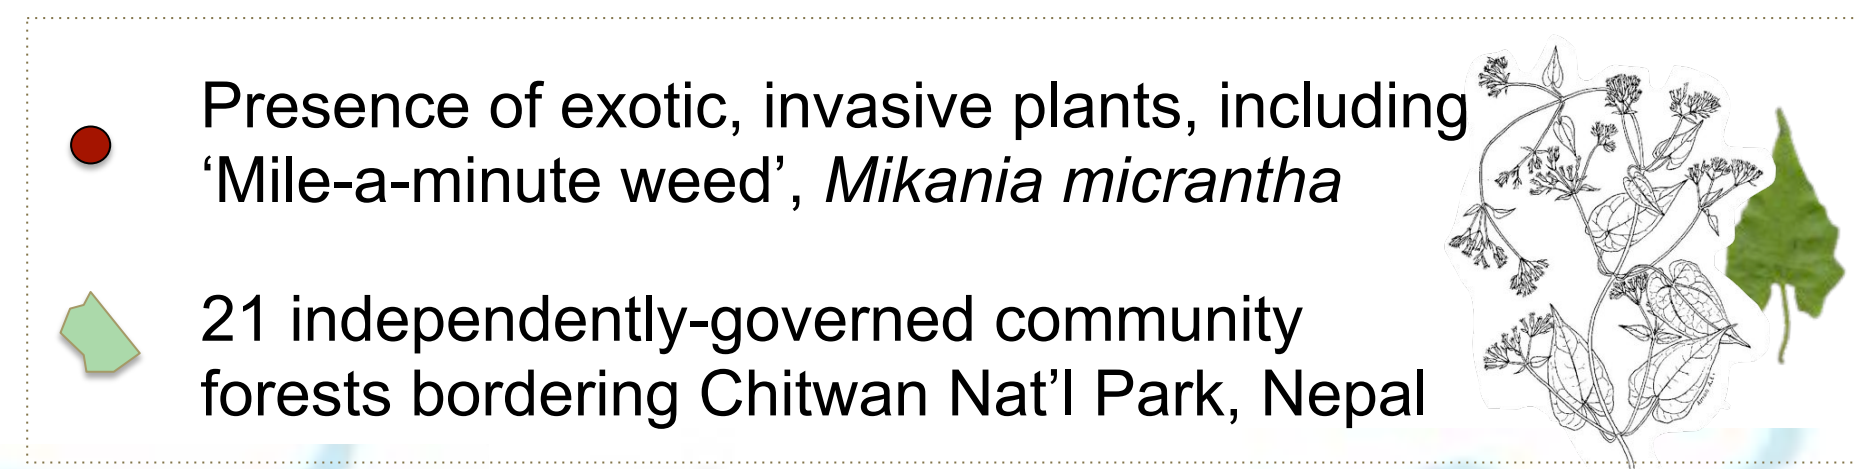 Presence of exotic, invasive plants, including
‘Mile-a-minute weed’, Mikania micrantha
21 independently-governed community
forests bordering Chitwan Nat’l Park, Nepal